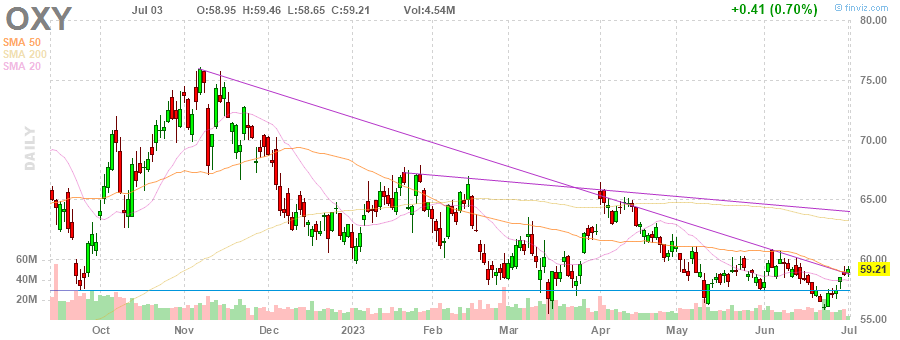 OXY Jul 03 O:58.95 H:59.46 L:58.65 C:59.21 Vol:4.54M +0.41 (0.70%) © finviz.com
SMA 50
SMA 200
SMA 20
DAILY
80.00
75.00
70.00
65.00
60.00
59.21
55.00
60M
40M
20M
Oct Nov Dec 2023 Feb Mar Apr May Jun Jul